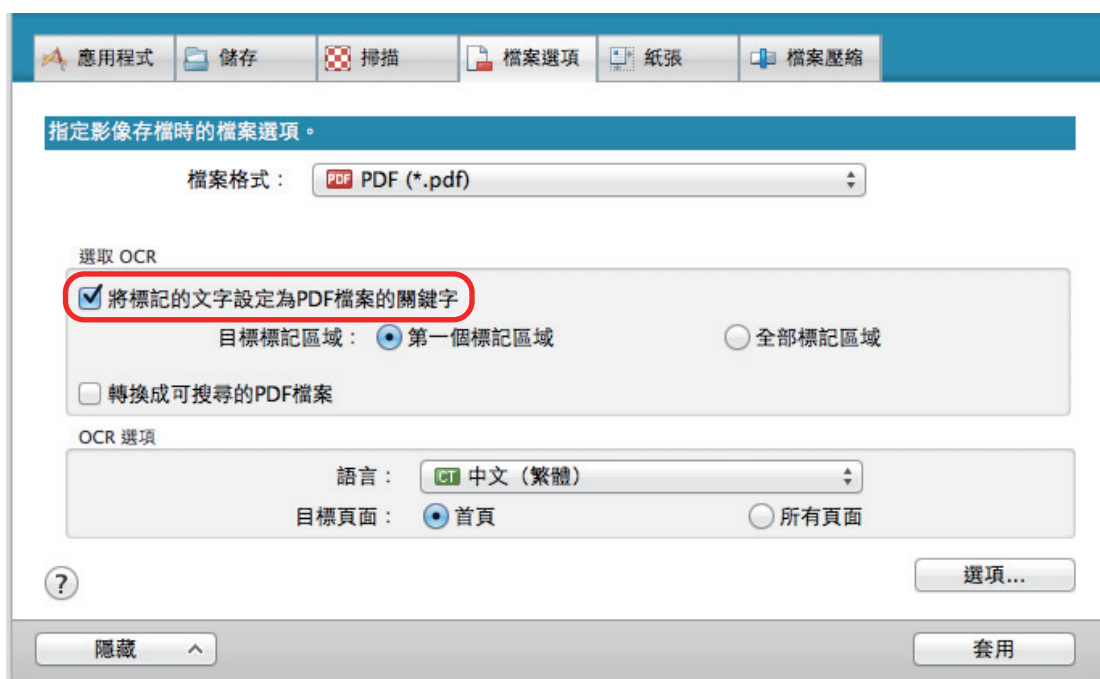 應用程式 儲存 掃描 檔案選項 紙張 檔案壓縮
指定影像存檔時的檔案選項。
檔案格式： PDF PDF (*.pdf)
選取 OCR
將標記的文字設定為PDF檔案的關鍵字
目標標記區域： 第一個標記區域 全部標記區域
轉換成可搜尋的PDF檔案
OCR 選項
語言： CT 中文（繁體）
目標頁面： 首頁 所有頁面
? 選項...
隱藏 套用